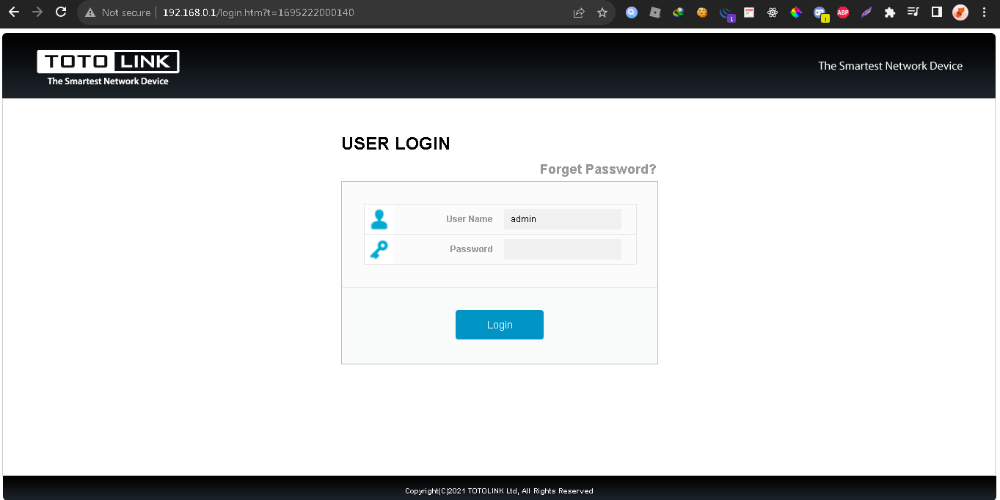 Not secure
192.168.0.1/login.htm?t=1695222000140
1
ABP
TOTO LINK
The Smartest Network Device
The Smartest Network Device
USER LOGIN
Forget Password?
User Name
admin
Password
Login
Copyright(C)2021 TOTOLINK Ltd, All Rights Reserved